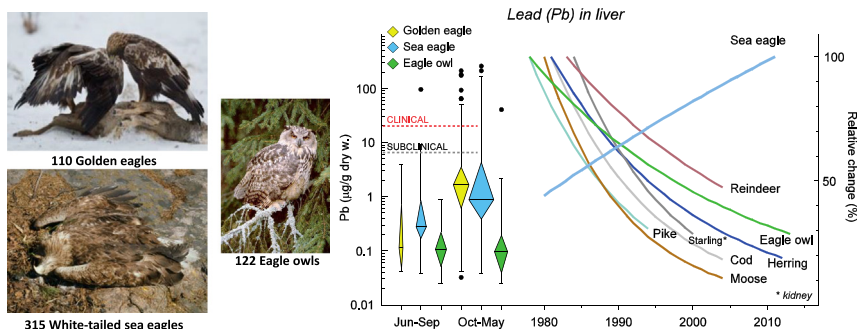 Lead (Pb) in liver
110 Golden eagles
315 White-tailed sea eagles
122 Eagle owls
Golden eagle
Sea eagle
Eagle owl
Pb (µg/g dry w.)
100
10
1
0.1
0.01
CLINICAL
SUBCLINICAL
Jun-Sep
Oct-May
Sea eagle
Reindeer
Pike
Starling*
Eagle owl
Cod
Herring
Moose
* kidney
1980
1990
2000
2010
100
50
Relative change (%)